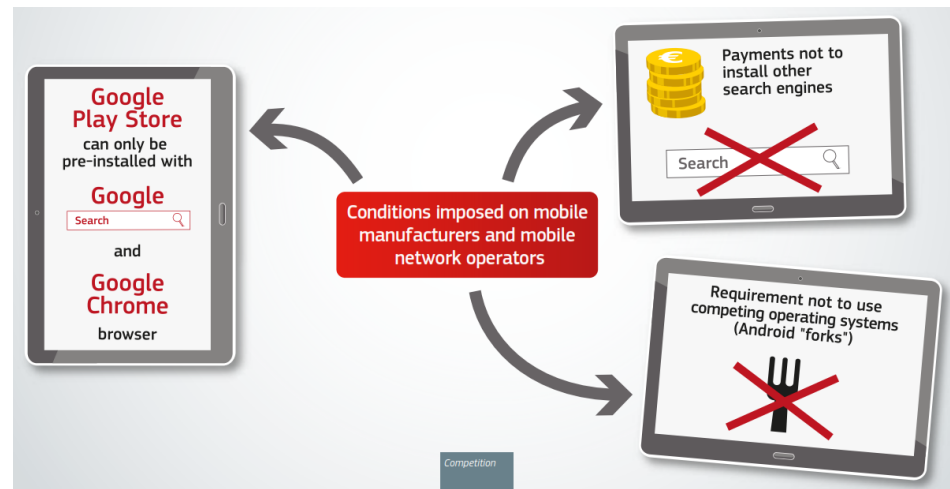 Google
Play Store
can only be
pre-installed with
Google
Search
and
Google
Chrome
browser
Conditions imposed on mobile
manufacturers and mobile
network operators
€
Payments not to
install other
search engines
Search
Requirement not to use
competing operating systems
(Android "forks")
Competition